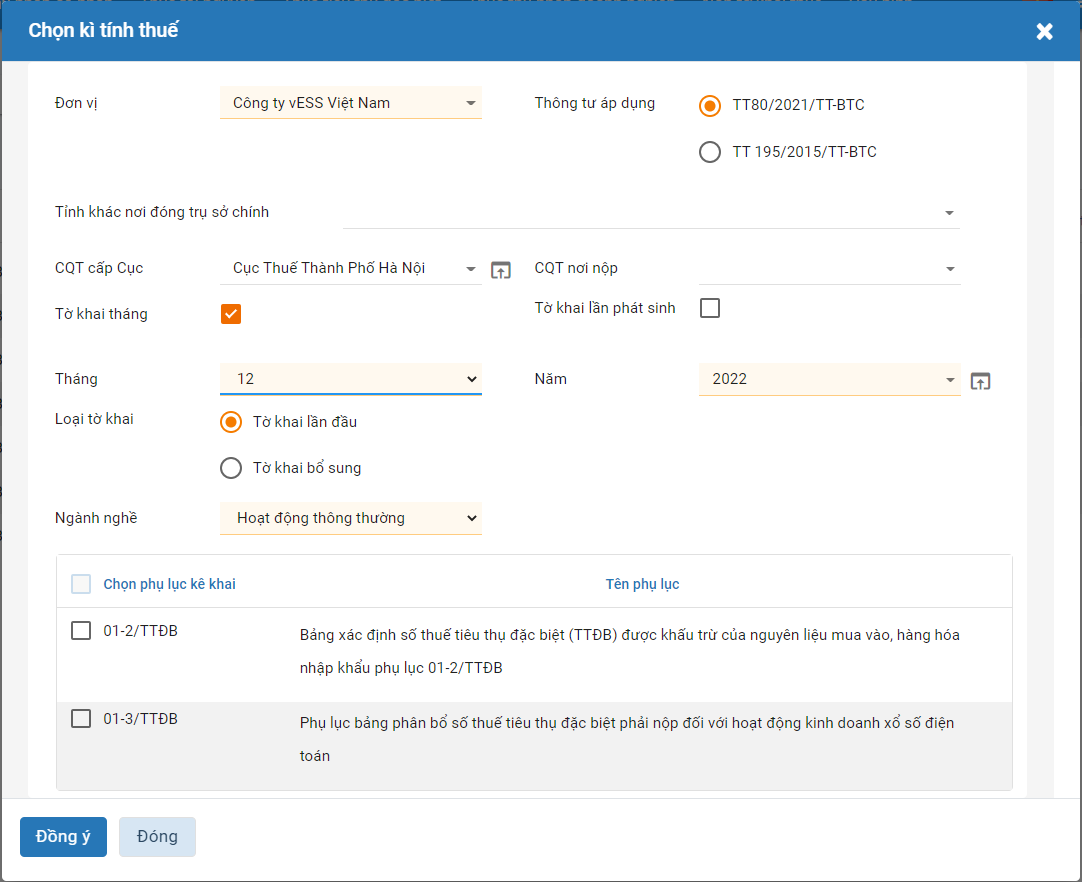 Chọn kì tính thuế
Đơn vị
Công ty vESS Việt Nam
Thông tư áp dụng
TT80/2021/TT-BTC
TT 195/2015/TT-BTC
Tỉnh khác nơi đóng trụ sở chính
CQT cấp Cục
Cục Thuế Thành Phố Hà Nội
CQT nơi nộp
Tờ khai tháng
Tờ khai lần phát sinh
Tháng
12
Năm
2022
Loại tờ khai
Tờ khai lần đầu
Tờ khai bổ sung
Ngành nghề
Hoạt động thông thường
Chọn phụ lục kê khai
Tên phụ lục
01-2/TTĐB
Bảng xác định số thuế tiêu thụ đặc biệt (TTĐB) được khấu trừ của nguyên liệu mua vào, hàng hóa
nhập khẩu phụ lục 01-2/TTĐB
01-3/TTĐB
Phụ lục bảng phân bổ số thuế tiêu thụ đặc biệt phải nộp đối với hoạt động kinh doanh xổ số điện
toán
Đồng ý
Đóng